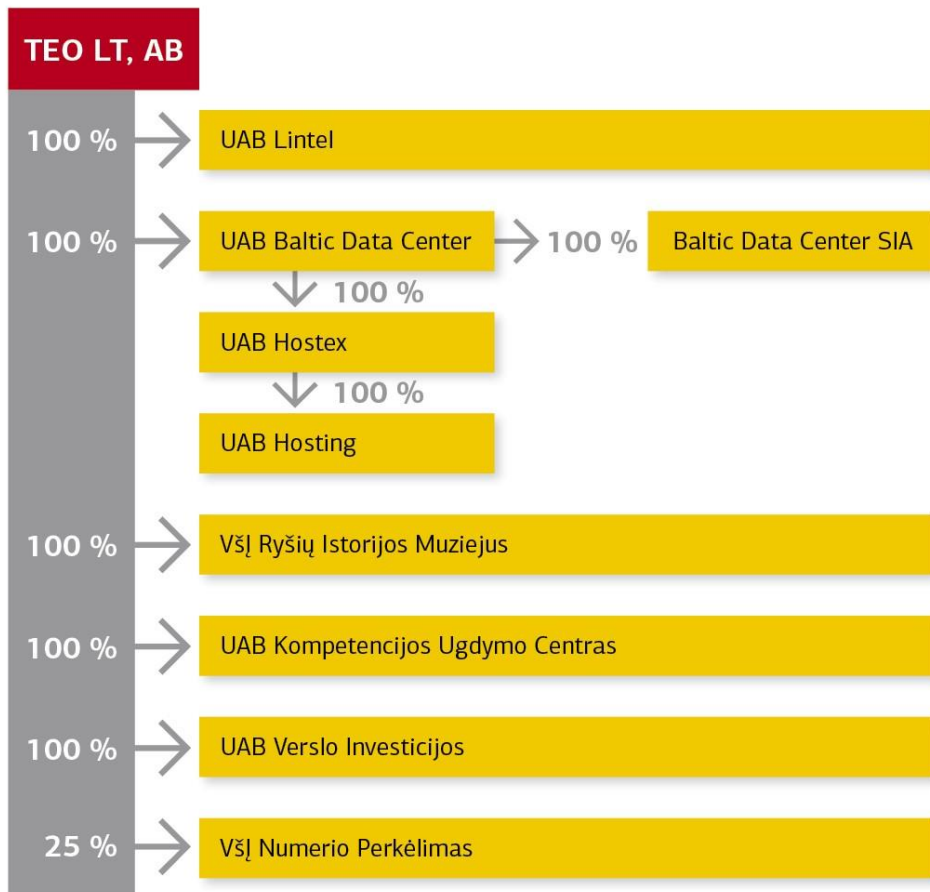 TEO LT, AB
100 % UAB Lintel
100 % UAB Baltic Data Center 100 % Baltic Data Center SIA
100 %
UAB Hostex
100 %
UAB Hosting
100 % VšĮ Ryšių Istorijos Muziejus
100 % UAB Kompetencijos Ugdymo Centras
100 % UAB Verslo Investicijos
25 % VšĮ Numerio Perkėlimas